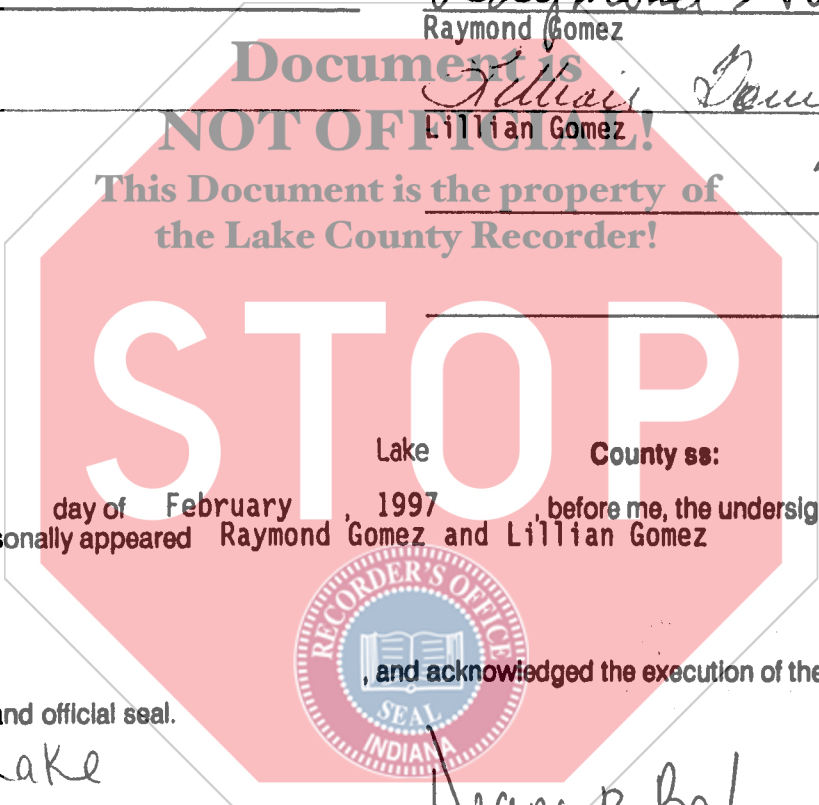 Raymond Gomez
Document is
Lillian Gomez
NOT OFFICIAL!
This Document is the property of
the Lake County Recorder!
STOP
Lake County ss:
day of February , 1997 , before me, the undersig
sonally appeared Raymond Gomez and Lillian Gomez
RECORDER'S OFFICE
, and acknowledged the execution of the
SEAL
and official seal.
INDIANA
ake